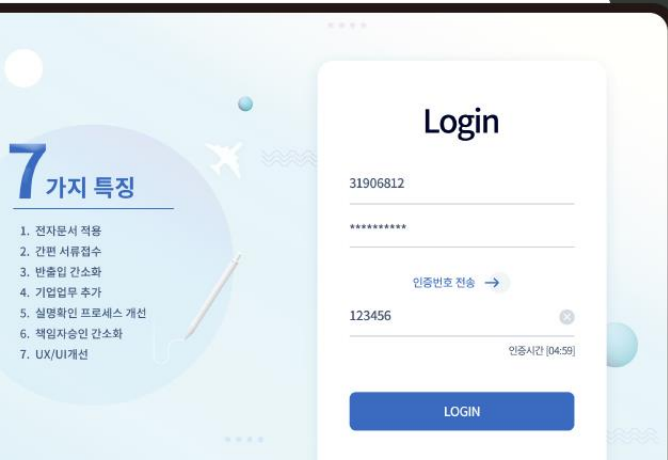 7가지 특징
1. 전자문서 적용
2. 간편 서류접수
3. 반출입 간소화
4. 기업업무 추가
5. 실명확인 프로세스 개선
6. 책임자승인 간소화
7. UX/UI개선
Login
31906812
**********
인증번호 전송 →
123456
인증시간 [04:59]
LOGIN